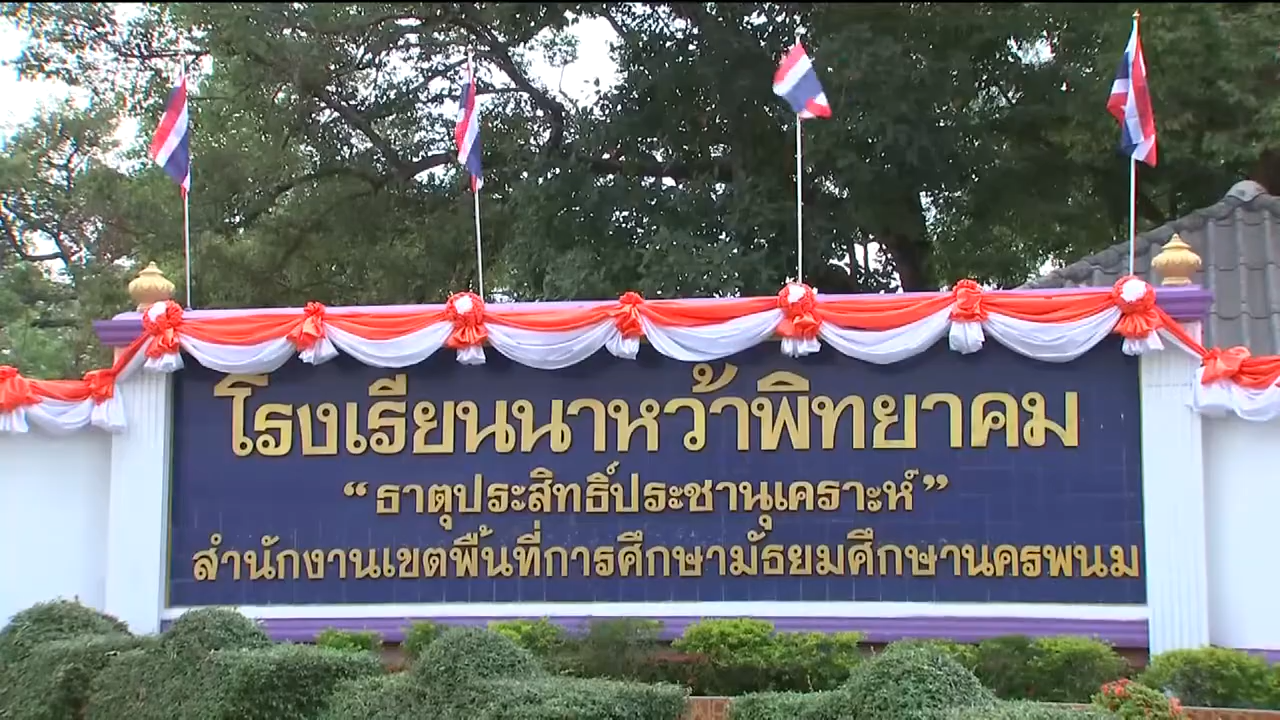 โรงเรียนนาหว้าพิทยาคม
“ธาตุประสิทธิ์ประชานุเคราะห์”
สำนักงานเขตพื้นที่การศึกษามัธยมศึกษานครพนม